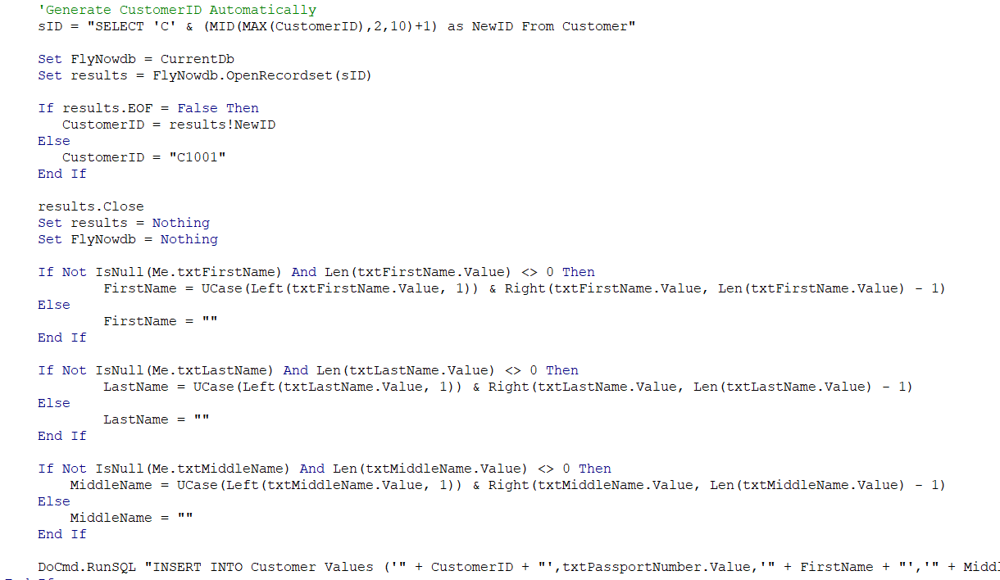 'Generate CustomerID Automatically
sID = "SELECT 'C' & (MID(MAX(CustomerID),2,10)+1) as NewID From Customer"
Set FlyNowdb = CurrentDb
Set results = FlyNowdb.OpenRecordset(sID)
If results.EOF = False Then
CustomerID = results!NewID
Else
CustomerID = "C1001"
End If
results.Close
Set results = Nothing
Set FlyNowdb = Nothing
If Not IsNull(Me.txtFirstName) And Len(txtFirstName.Value) <> 0 Then
FirstName = UCase(Left(txtFirstName.Value, 1)) & Right(txtFirstName.Value, Len(txtFirstName.Value) - 1)
Else
FirstName = ""
End If
If Not IsNull(Me.txtLastName) And Len(txtLastName.Value) <> 0 Then
LastName = UCase(Left(txtLastName.Value, 1)) & Right(txtLastName.Value, Len(txtLastName.Value) - 1)
Else
LastName = ""
End If
If Not IsNull(Me.txtMiddleName) And Len(txtMiddleName.Value) <> 0 Then
MiddleName = UCase(Left(txtMiddleName.Value, 1)) & Right(txtMiddleName.Value, Len(txtMiddleName.Value) - 1)
Else
MiddleName = ""
End If
DoCmd.RunSQL "INSERT INTO Customer Values ('" + CustomerID + "',txtPassportNumber.Value,'" + FirstName + "','" + Middl